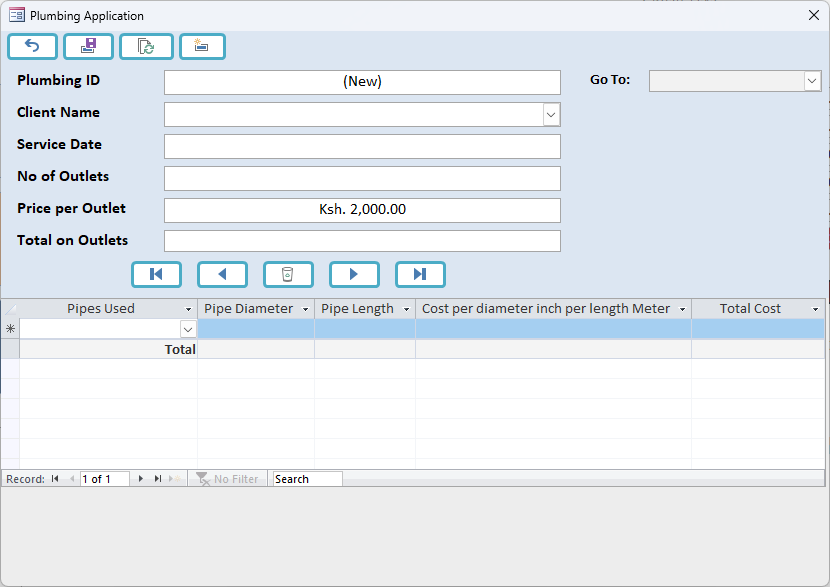 Plumbing Application
Plumbing ID (New) Go To:
Client Name
Service Date
No of Outlets
Price per Outlet Ksh. 2,000.00
Total on Outlets
Pipes Used Pipe Diameter Pipe Length Cost per diameter inch per length Meter Total Cost
Total
Record: 1 of 1 No Filter Search